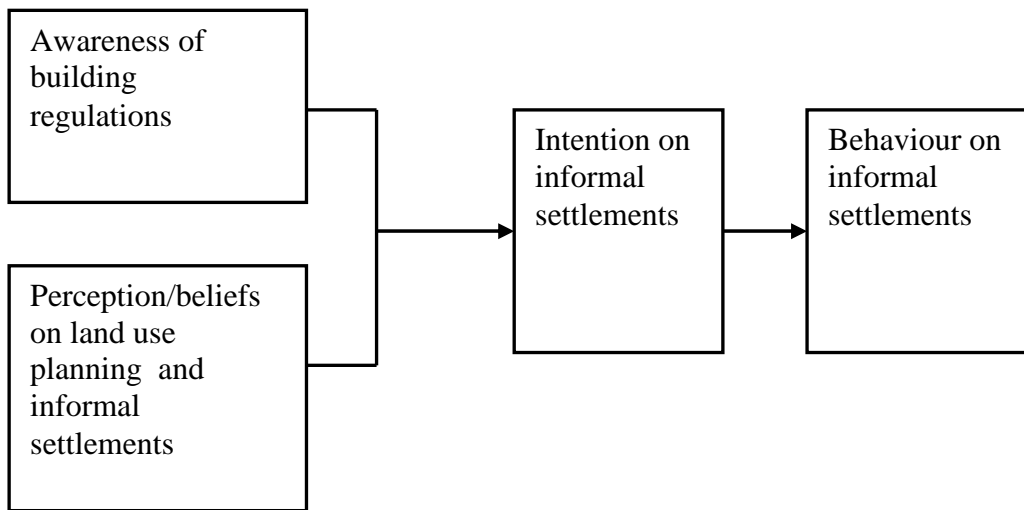 Awareness of
building
regulations
Perception/beliefs
on land use
planning  and
informal
settlements
Intention on
informal
settlements
Behaviour on
informal
settlements